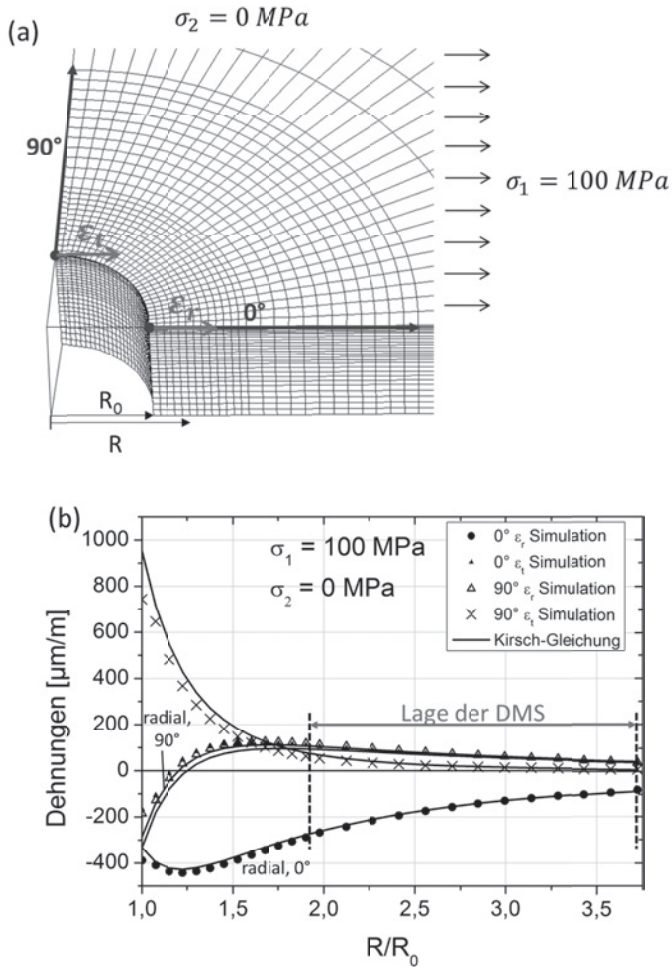 (a)
σ₂ = 0 MPa
90°
εₜ
σ₁ = 100 MPa
εᵣ
0°
R₀
R
(b)
1000
800
600
400
200
0
-200
-400
Dehnungen [µm/m]
σ₁ = 100 MPa
σ₂ = 0 MPa
0° εᵣ Simulation
0° εₜ Simulation
90° εᵣ Simulation
90° εₜ Simulation
Kirsch-Gleichung
Lage der DMS
radial,
90°
radial, 0°
1,0 1,5 2,0 2,5 3,0 3,5
R/R₀